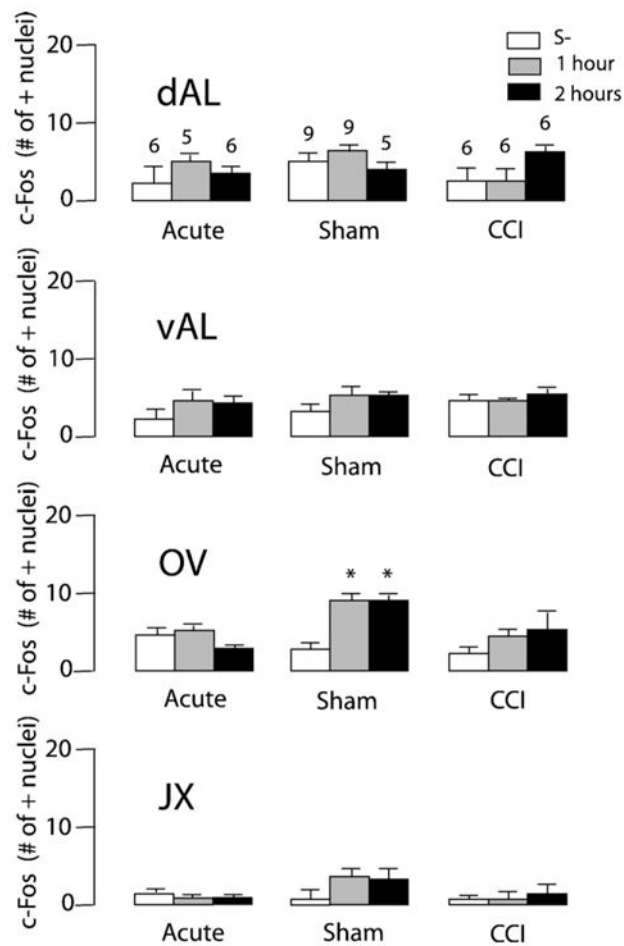 S-
1 hour
2 hours
c-Fos (# of + nuclei)
20
10
0
dAL
6 5 6
9 9 5
6 6 6
Acute Sham CCI
c-Fos (# of + nuclei)
20
10
0
vAL
Acute Sham CCI
c-Fos (# of + nuclei)
20
10
0
OV
* *
Acute Sham CCI
c-Fos (# of + nuclei)
20
10
0
JX
Acute Sham CCI